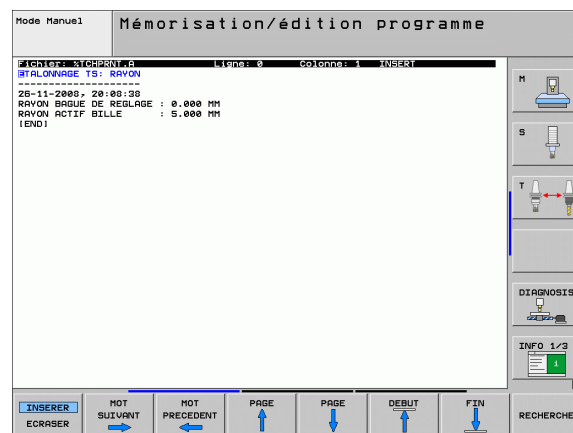 Mode Manuel
Mémorisation/édition programme
Fichier: %TCHPRNT.A Ligne: 0 Colonne: 1 INSERT
ETALONNAGE TS: RAYON
--------------------
26-11-2008, 20:08:38
RAYON BAGUE DE REGLAGE : 0.000 MM
RAYON ACTIF BILLE : 5.000 MM
[END]
M
S
T
DIAGNOSIS
INFO 1/3
i
INSERER
ECRASER
MOT
SUIVANT
MOT
PRECEDENT
PAGE
PAGE
DEBUT
FIN
RECHERCHE